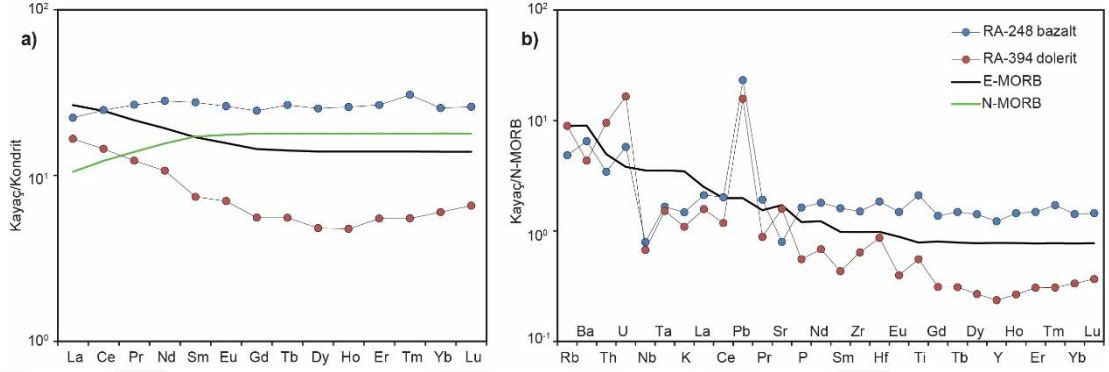 a)
Kayaç/Kondrit
10²
10¹
10⁰
La Ce Pr Nd Sm Eu Gd Tb Dy Ho Er Tm Yb Lu
b)
Kayaç/N-MORB
10²
10¹
10⁰
10⁻¹
RA-248 bazalt
RA-394 dolerit
E-MORB
N-MORB
Ba U Ta La Pb Sr Nd Zr Eu Gd Dy Ho Tm Lu
Rb Th Nb K Ce Pr P Sm Hf Ti Tb Y Er Yb